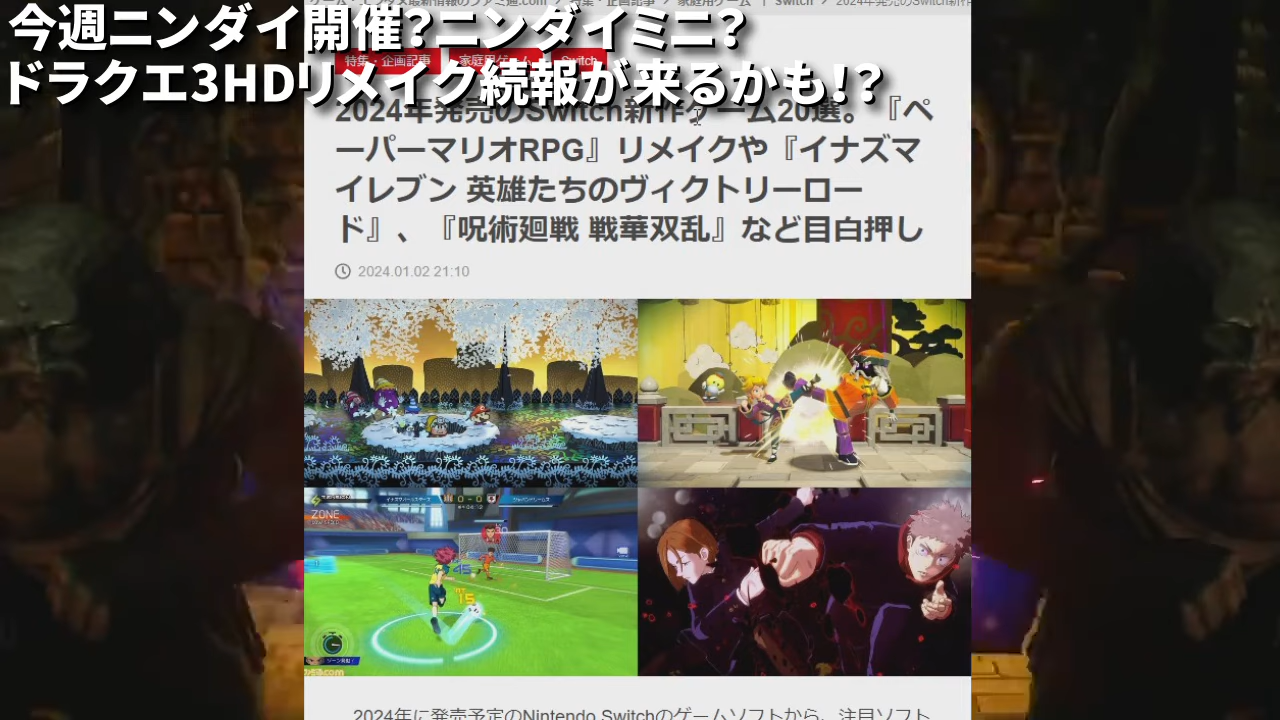 今週ニンダイ開催？ニンダイミニ？
ドラクエ3HDリメイク続報が来るかも！？
特集・企画記事 家庭用ゲーム Switch
2024年発売のSwitch新作ゲーム20選。『ペ
ーパーマリオRPG』リメイクや『イナズマ
イレブン 英雄たちのヴィクトリーロー
ド』、『呪術廻戦 戦華双乱』など目白押し
2024.01.02 21:10
ZONE
0-0
45
15
2024年に発売予定のNintendo Switchのゲームソフトから、注目ソフト